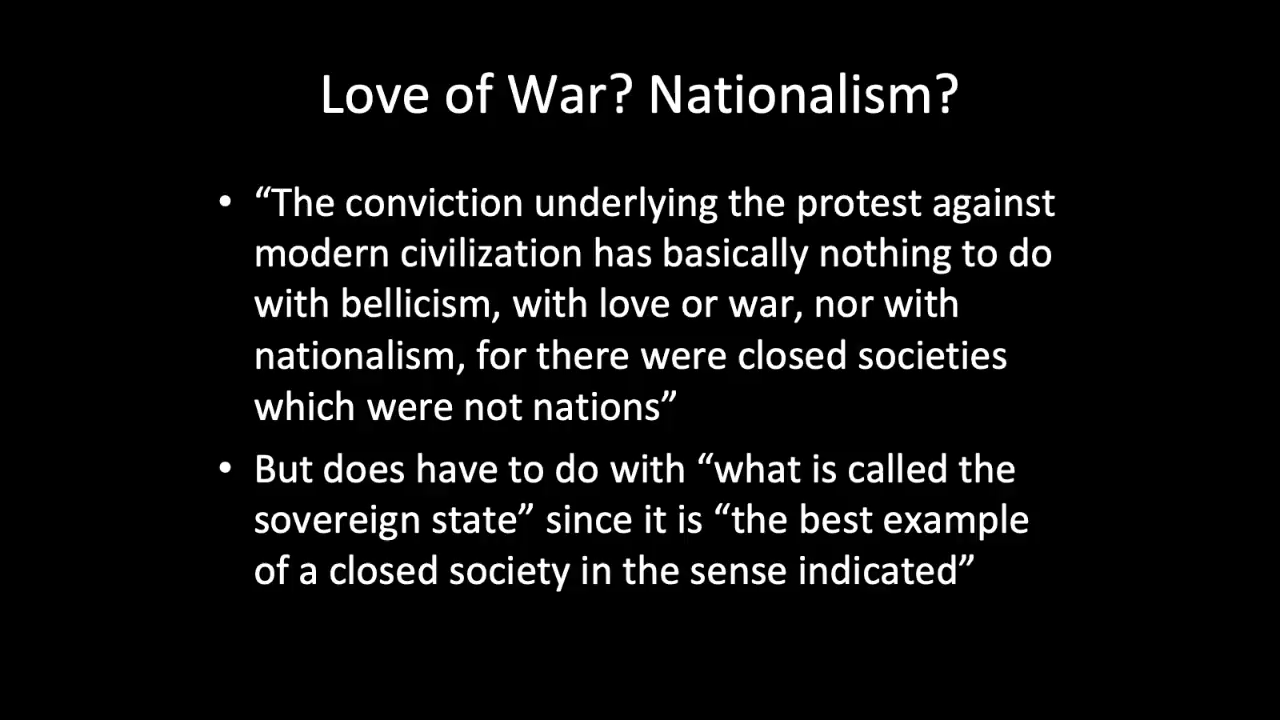 Love of War? Nationalism?
• “The conviction underlying the protest against
modern civilization has basically nothing to do
with bellicism, with love or war, nor with
nationalism, for there were closed societies
which were not nations”
• But does have to do with “what is called the
sovereign state” since it is “the best example
of a closed society in the sense indicated”